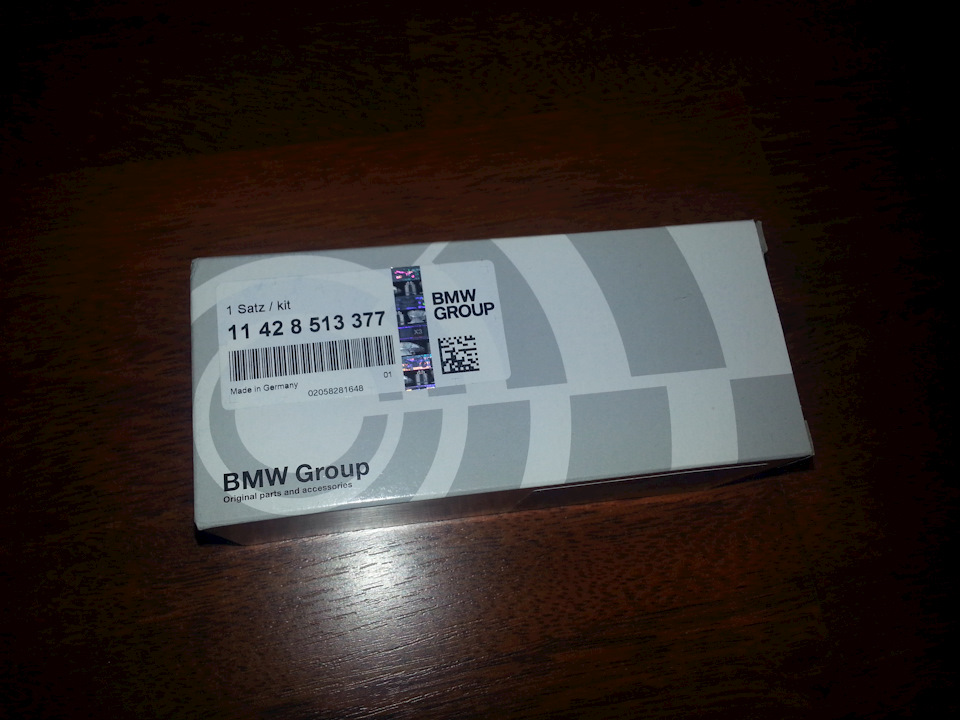 1 Satz / kit
11 42 8 513 377
Made in Germany
01
02058281648
X3
BMW
GROUP
BMW Group
Original parts and accessories